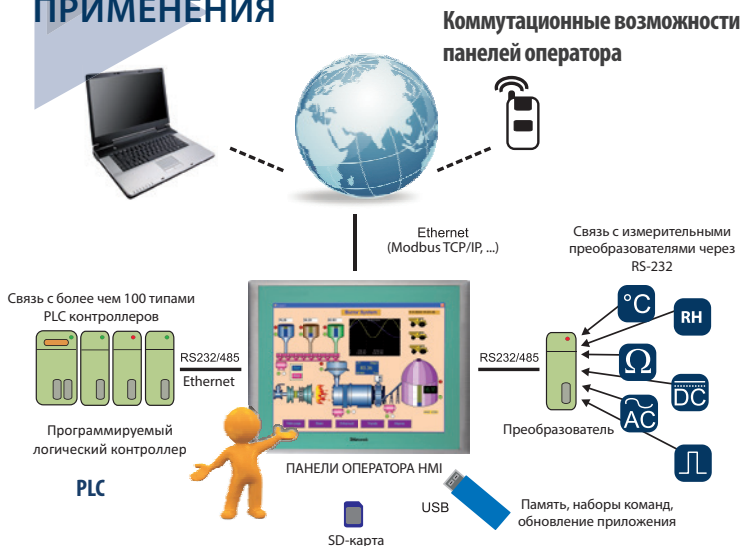 ПРИМЕНЕНИЯ
Коммутационные возможности
панелей оператора
Ethernet
(Modbus TCP/IP, ...)
Связь с измерительными
преобразователями через
RS-232
Связь с более чем 100 типами
PLC контроллеров
RS232/485
Ethernet
Программируемый
логический контроллер
PLC
Burner System
ПАНЕЛИ ОПЕРАТОРА HMI
RS232/485
Преобразователь
°C
RH
Ω
DC
AC
USB
Память, наборы команд,
обновление приложения
SD-карта